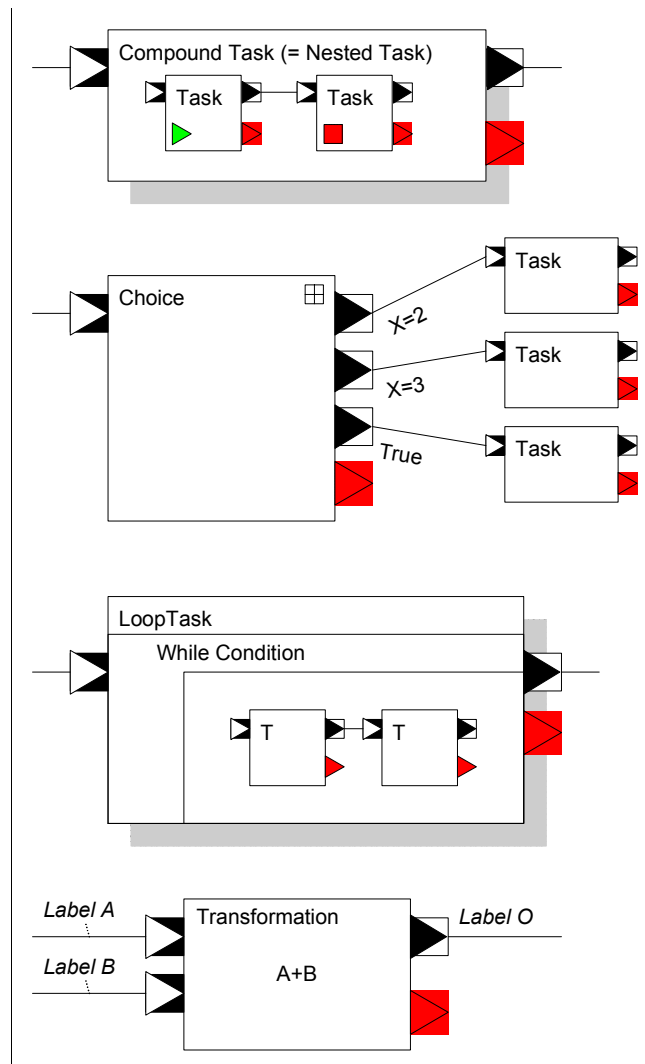 Compound Task (= Nested Task)
Task
Task
Choice
X=2
X=3
True
Task
Task
Task
LoopTask
While Condition
T
T
Label A
Label B
Transformation
A+B
Label O